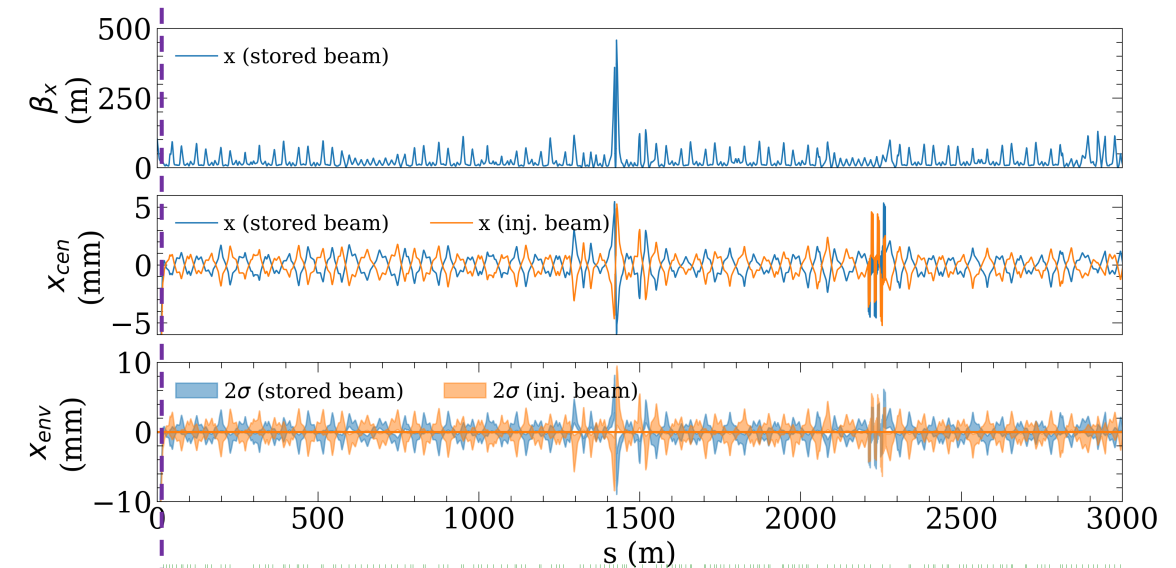 500
250
0
βx
(m)
x (stored beam)
5
0
−5
xcen
(mm)
x (stored beam)
x (inj. beam)
10
0
−10
xenv
(mm)
2σ (stored beam)
2σ (inj. beam)
0 500 1000 1500 2000 2500 3000
s (m)